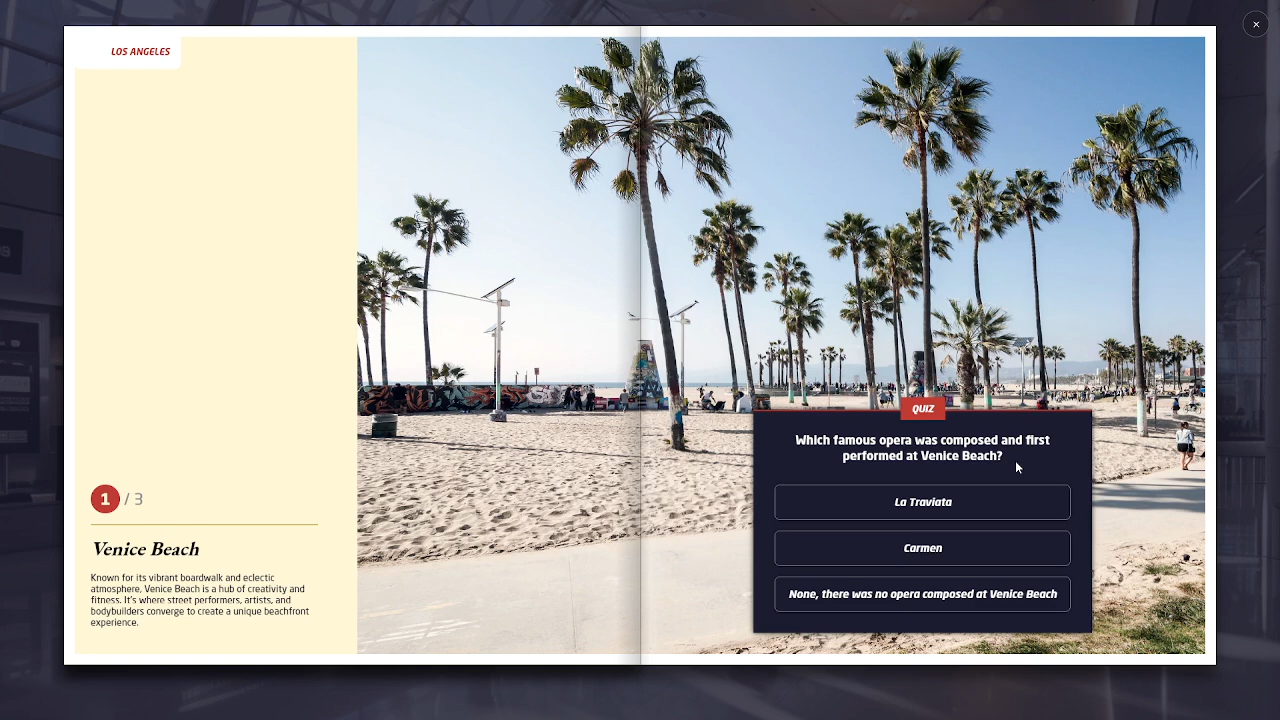 LOS ANGELES
1 / 3
Venice Beach
Known for its vibrant boardwalk and eclectic
atmosphere, Venice Beach is a hub of creativity and
fitness. It's where street performers, artists, and
bodybuilders converge to create a unique beachfront
experience.
QUIZ
Which famous opera was composed and first
performed at Venice Beach?
La Traviata
Carmen
None, there was no opera composed at Venice Beach